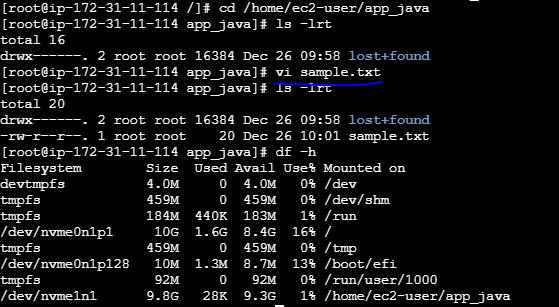 [root@ip-172-31-11-114 /]# cd /home/ec2-user/app_java
[root@ip-172-31-11-114 app_java]# ls -lrt
total 16
drwx------. 2 root root 16384 Dec 26 09:58 lost+found
[root@ip-172-31-11-114 app_java]# vi sample.txt
[root@ip-172-31-11-114 app_java]# ls -lrt
total 20
drwx------. 2 root root 16384 Dec 26 09:58 lost+found
-rw-r--r--. 1 root root    20 Dec 26 10:01 sample.txt
[root@ip-172-31-11-114 app_java]# df -h
Filesystem        Size  Used Avail Use% Mounted on
devtmpfs          4.0M     0  4.0M   0% /dev
tmpfs             459M     0  459M   0% /dev/shm
tmpfs             184M  440K  183M   1% /run
/dev/nvme0n1p1     10G  1.6G  8.4G  16% /
tmpfs             459M     0  459M   0% /tmp
/dev/nvme0n1p128   10M  1.3M  8.7M  13% /boot/efi
tmpfs              92M     0   92M   0% /run/user/1000
/dev/nvme1n1      9.8G   28K  9.3G   1% /home/ec2-user/app_java